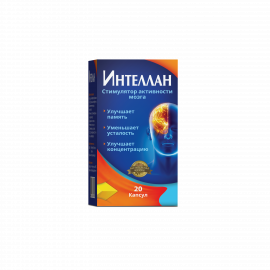 ИНТЕЛЛАН
Стимулятор активности
мозга
• Улучшает
память
• Уменьшает
усталость
• Улучшает
концентрацию
20
Капсул